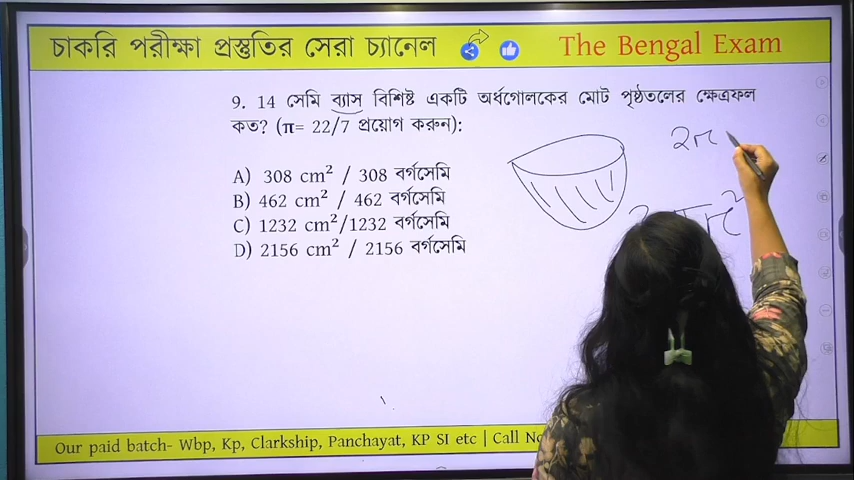 চাকরি পরীক্ষা প্রস্তুতির সেরা চ্যানেল The Bengal Exam
9. 14 সেমি ব্যাস বিশিষ্ট একটি অর্ধগোলকের মোট পৃষ্ঠতলের ক্ষেত্রফল
কত? (π= 22/7 প্রয়োগ করুন):
A) 308 cm² / 308 বর্গসেমি
B) 462 cm² / 462 বর্গসেমি
C) 1232 cm²/1232 বর্গসেমি
D) 2156 cm² / 2156 বর্গসেমি
Our paid batch- Wbp, Kp, Clarkship, Panchayat, KP SI etc | Call